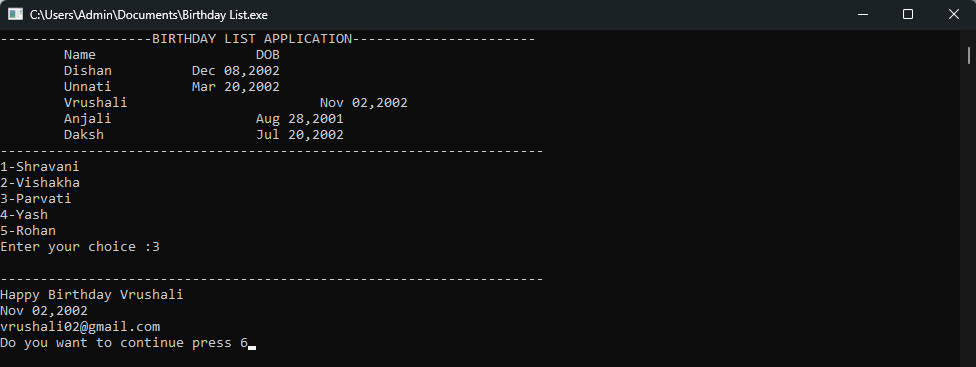 C:\Users\Admin\Documents\Birthday List.exe
-------------------BIRTHDAY LIST APPLICATION-----------------------
Name DOB
Dishan Dec 08,2002
Unnati Mar 20,2002
Vrushali Nov 02,2002
Anjali Aug 28,2001
Daksh Jul 20,2002
--------------------------------------------------------------------
1-Shravani
2-Vishakha
3-Parvati
4-Yash
5-Rohan
Enter your choice :3
--------------------------------------------------------------------
Happy Birthday Vrushali
Nov 02,2002
vrushali02@gmail.com
Do you want to continue press 6